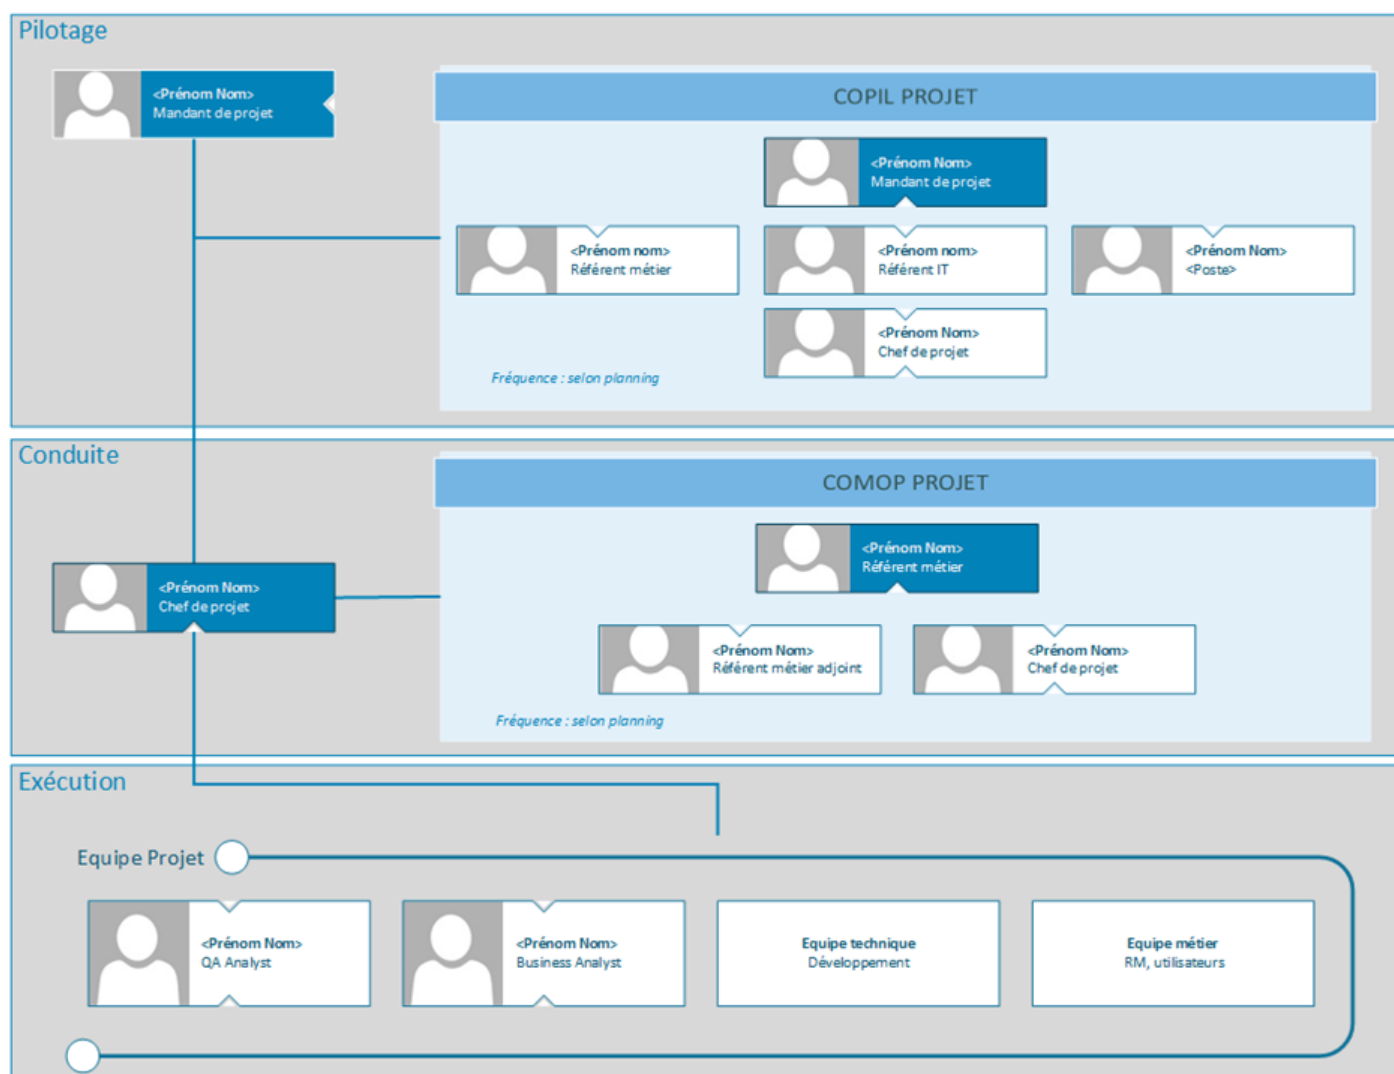 Pilotage
<Prénom Nom>
Mandant de projet
COPIL PROJET
<Prénom Nom>
Mandant de projet
<Prénom nom>
Référent métier
<Prénom nom>
Référent IT
<Prénom Nom>
<Poste>
<Prénom Nom>
Chef de projet
Fréquence : selon planning
Conduite
COMOP PROJET
<Prénom Nom>
Référent métier
<Prénom Nom>
Chef de projet
<Prénom Nom>
Référent métier adjoint
<Prénom Nom>
Chef de projet
Fréquence : selon planning
Exécution
Equipe Projet
<Prénom Nom>
QA Analyst
<Prénom Nom>
Business Analyst
Equipe technique
Développement
Equipe métier
RM, utilisateurs